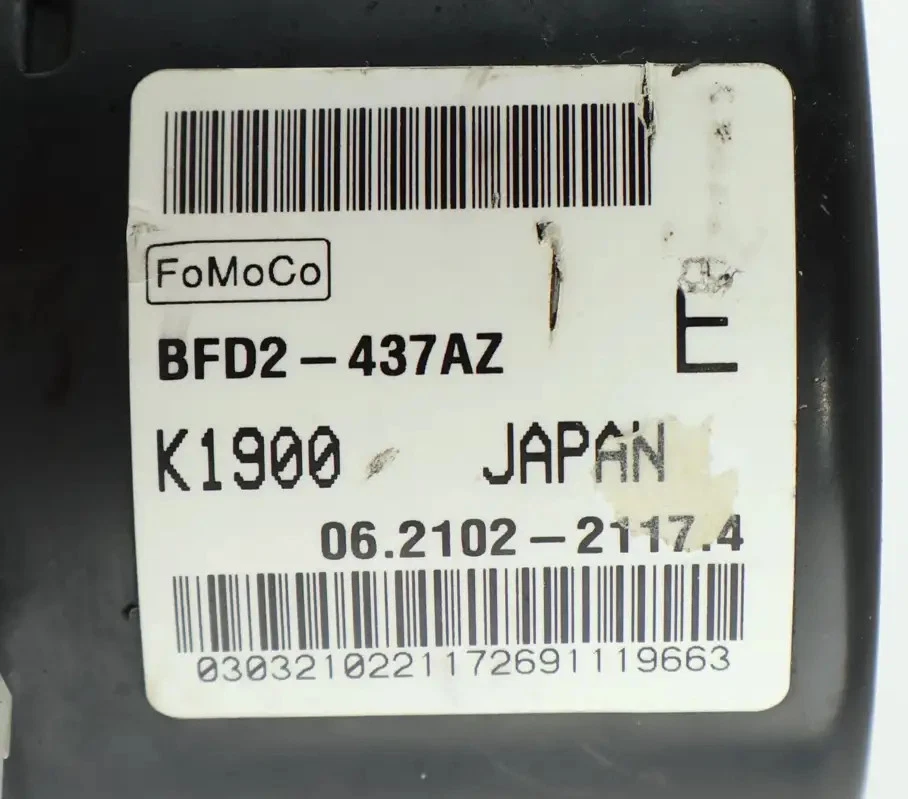 FoMoCo
BFD2-437AZ
E
K1900 JAPAN
06.2102-2117.4
0303210221172691119663